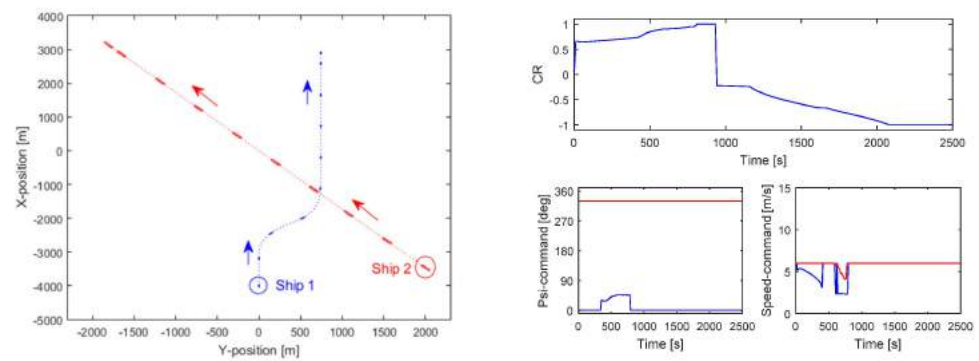 4000
3000
2000
1000
0
-1000
-2000
-3000
-4000
-5000
X-position [m]
Ship 2
Ship 1
-2000 -1500 -1000 -500 0 500 1000 1500 2000
Y-position [m]
1
0.5
0
-0.5
-1
CR
0 500 1000 1500 2000 2500
Time [s]
360
270
180
90
0
Psi-command [deg]
0 500 1000 1500 2000 2500
Time [s]
15
10
5
0
Speed-command [m/s]
0 500 1000 1500 2000 2500
Time [s]